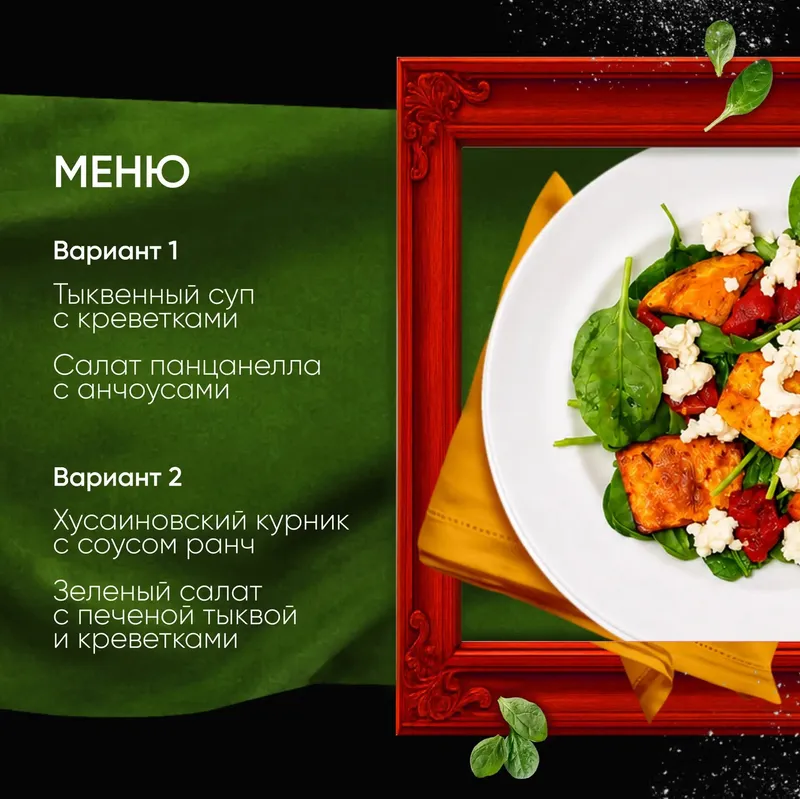 МЕНЮ
Вариант 1
Тыквенный суп
с креветками
Салат панцанелла
с анчоусами
Вариант 2
Хусаиновский курник
с соусом ранч
Зеленый салат
с печеной тыквой
и креветками